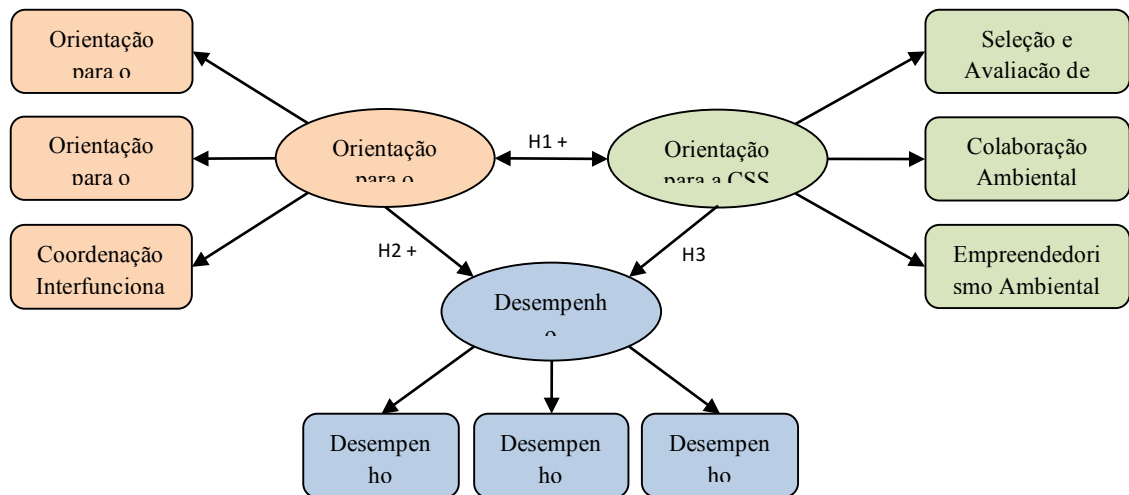 Orientação
para o
Orientação
para o
Coordenação
Interfunciona
Orientação
para o
H1 +
Orientação
para a CSS
Seleção e
Avaliação de
Colaboração
Ambiental
Empreendedori
smo Ambiental
H2 +
H3
Desempenh
o
Desempen
ho
Desempen
ho
Desempen
ho